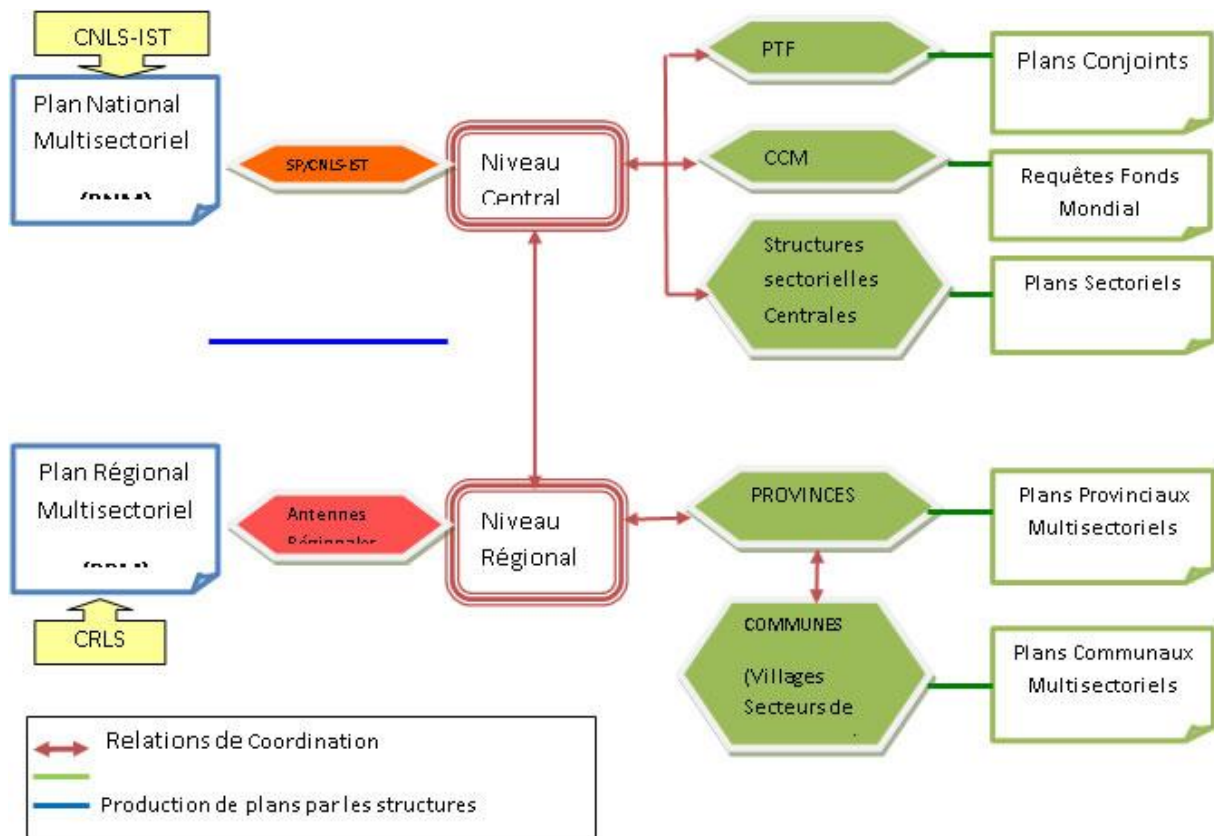 CNLS-IST
Plan National
Multisectoriel
SP/CNLS-IST
Niveau
Central
PTF
Plans Conjoints
CCM
Requêtes Fonds
Mondial
Structures
sectorielles
Centrales
Plans Sectoriels
Plan Régional
Multisectoriel
Antennes
Niveau
Régional
PROVINCES
Plans Provinciaux
Multisectoriels
CRLS
COMMUNES
(Villages
Secteurs de
Plans Communaux
Multisectoriels
Relations de Coordination
Production de plans par les structures